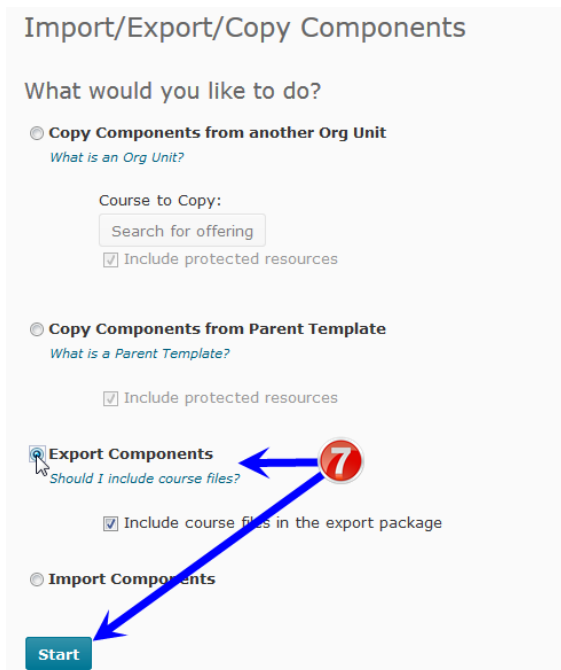 Import/Export/Copy Components
What would you like to do?
Copy Components from another Org Unit
What is an Org Unit?
Course to Copy:
Search for offering
Include protected resources
Copy Components from Parent Template
What is a Parent Template?
Include protected resources
Export Components
7
Should I include course files?
Include course files in the export package
Import Components
Start